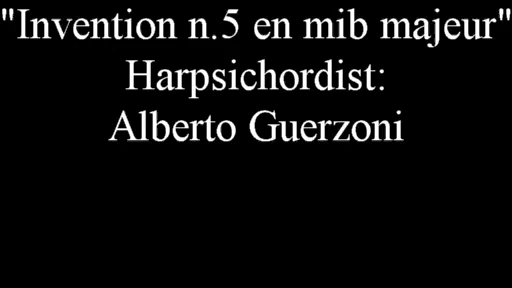 "Invention n.5 en mib majeur"
Harpsichordist:
Alberto Guerzoni